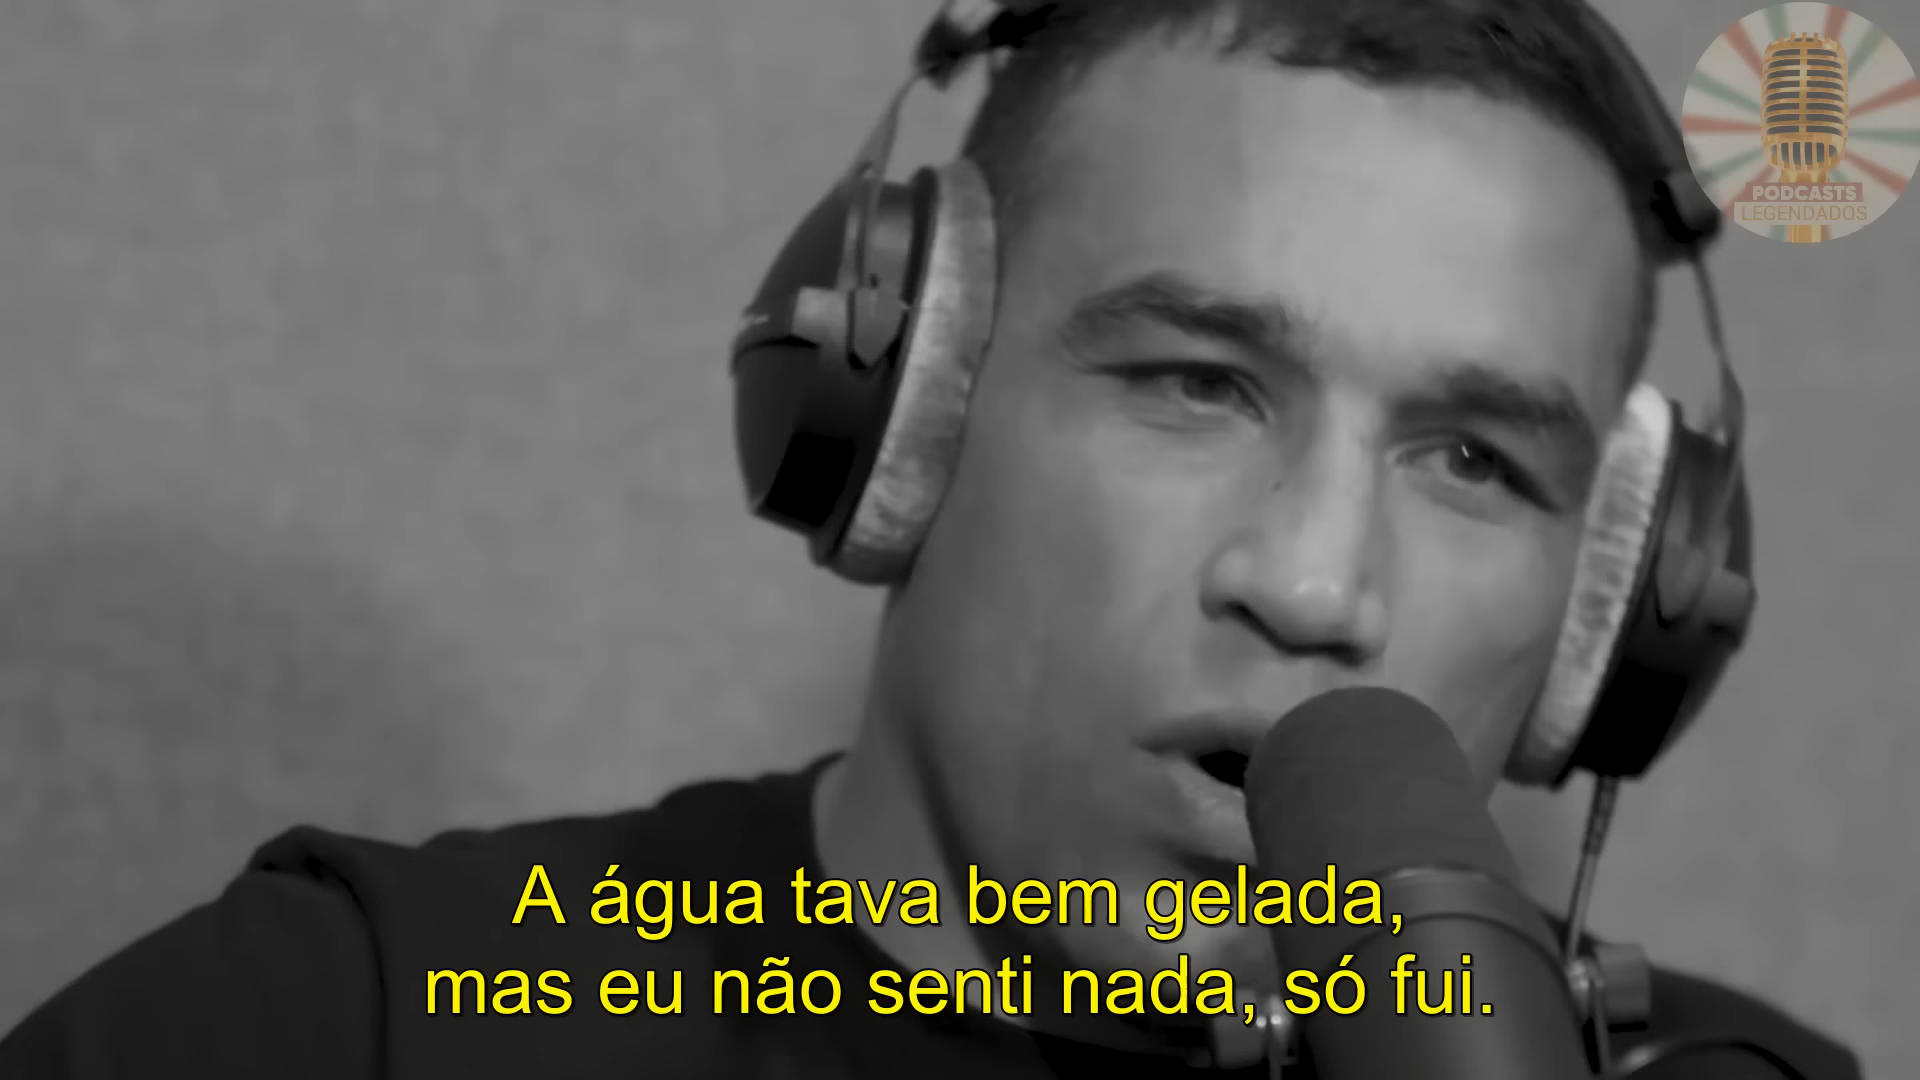 PODCASTS
LEGENDADOS
A água tava bem gelada,
mas eu não senti nada, só fui.